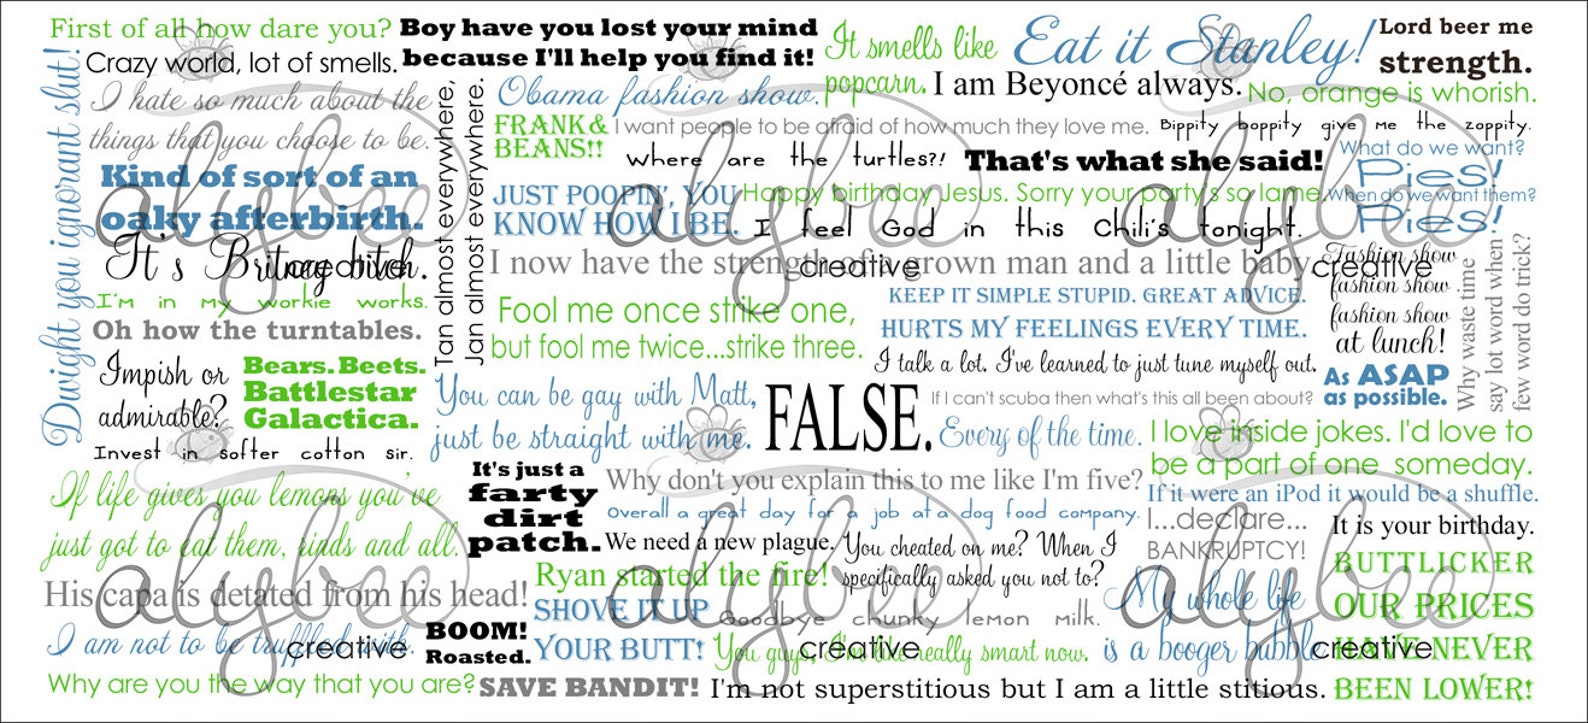 First of all how dare you?
Crazy world, lot of smells.
Boy have you lost your mind
because I'll help you find it!
It smells like
popcarn.
Eat it Stanley!
Lord beer me
strength.
Dwight you ignorant slut!
I hate so much about the
things that you choose to be.
Tan almost everywhere,
Jan almost everywhere.
Obama fashion show.
I am Beyoncé always.
No, orange is whorish.
FRANK &
BEANS!!
I want people to be afraid of how much they love me.
Bippity boppity give me the zoppity.
Where are the turtles?!
That's what she said!
What do we want?
Pies!
When do we want them?
Pies!
Kind of sort of an
oaky afterbirth.
JUST POOPIN', YOU
KNOW HOW I BE.
Happy birthday Jesus. Sorry your party's so lame.
I feel God in this Chili's tonight.
It's Britney bitch.
I now have the strength of a grown man and a little baby
Fashion show
fashion show
fashion show
at lunch!
Why waste time
say lot word when
few word do trick?
I'm in my workie works.
Oh how the turntables.
Fool me once strike one,
but fool me twice...strike three.
KEEP IT SIMPLE STUPID. GREAT ADVICE.
HURTS MY FEELINGS EVERY TIME.
I talk a lot. I've learned to just tune myself out.
Impish or
admirable?
Bears. Beets.
Battlestar
Galactica.
As ASAP
as possible.
You can be gay with Matt,
just be straight with me.
FALSE.
If I can't scuba then what's this all been about?
Every of the time.
I love inside jokes. I'd love to
be a part of one someday.
Invest in softer cotton sir.
It's just a
farty
dirt
patch.
Why don't you explain this to me like I'm five?
If it were an iPod it would be a shuffle.
If life gives you lemons you've
just got to eat them, rinds and all.
Overall a great day for a job at a dog food company.
I...declare...
BANKRUPTCY!
It is your birthday.
We need a new plague.
You cheated on me? When I
specifically asked you not to?
BUTTLICKER
OUR PRICES
HAVE NEVER
BEEN LOWER!
His capa is detated from his head!
Ryan started the fire!
My whole life
is a booger bubble
SHOVE IT UP
YOUR BUTT!
Goodbye chunky lemon milk.
I am not to be truffled with.
BOOM!
Roasted.
You guys, I'm like really smart now.
Why are you the way that you are?
SAVE BANDIT!
I'm not superstitious but I am a little stitious.
alybee
creative
alybee
creative
alybee
creative
alybee
creative
alybee
creative
alybee
creative